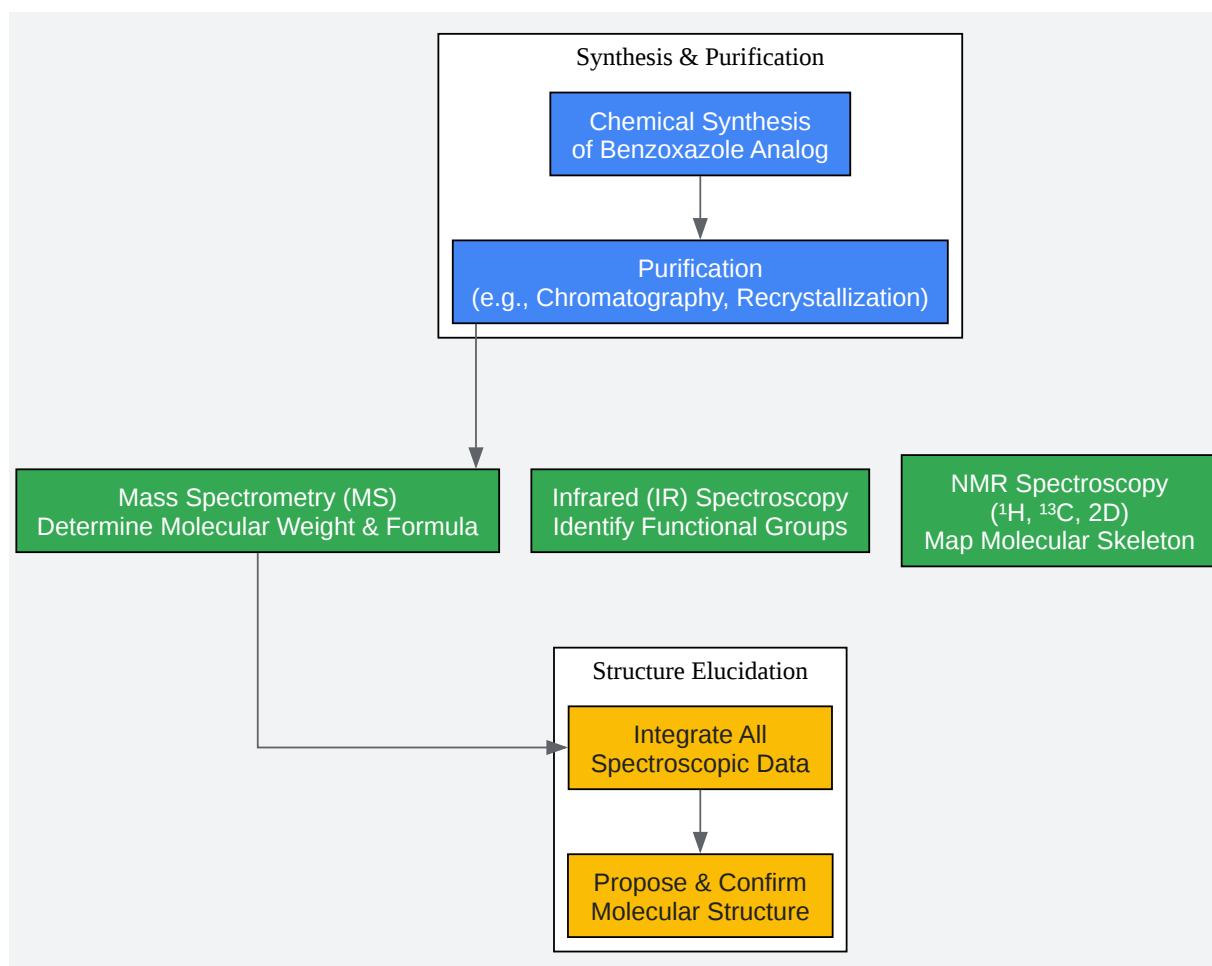 Synthesis & Purification
Chemical Synthesis
of Benzoxazole Analog
Purification
(e.g., Chromatography, Recrystallization)
Mass Spectrometry (MS)
Determine Molecular Weight & Formula
Infrared (IR) Spectroscopy
Identify Functional Groups
NMR Spectroscopy
(¹H, ¹³C, 2D)
Map Molecular Skeleton
Structure Elucidation
Integrate All
Spectroscopic Data
Propose & Confirm
Molecular Structure